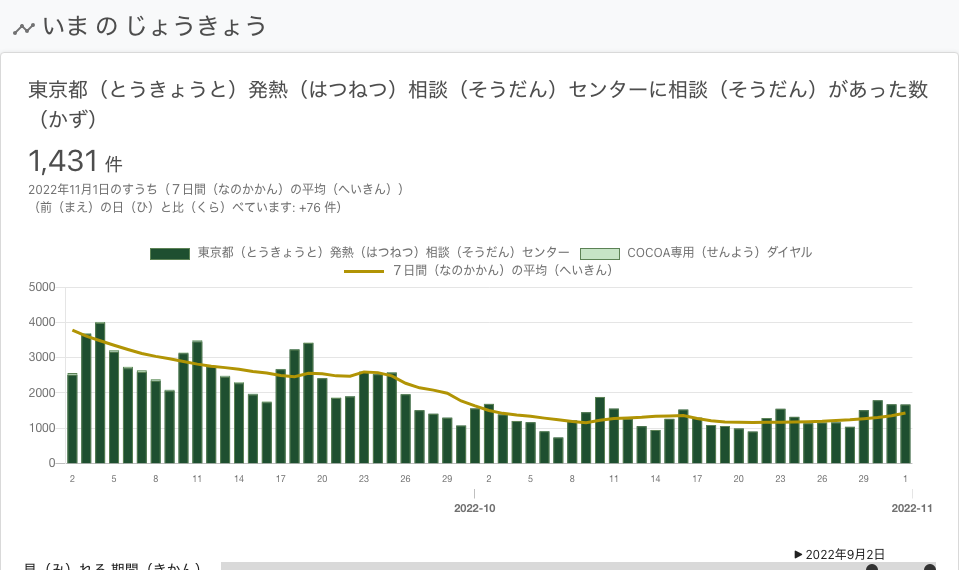 いま の じょうきょう
東京都（とうきょうと）発熱（はつねつ）相談（そうだん）センターに相談（そうだん）があった数
（かず）
1,431 件
2022年11月1日のすうち（７日間（なのかかん）の平均（へいきん））
（前（まえ）の日（ひ）と比（くら）べています: +76 件）
東京都（とうきょうと）発熱（はつねつ）相談（そうだん）センター COCOA専用（せんよう）ダイヤル
７日間（なのかかん）の平均（へいきん）
5000
4000
3000
2000
1000
0
2 5 8 11 14 17 20 23 26 29 2 5 8 11 14 17 20 23 26 29 1
2022-10 2022-11
▶ 2022年9月2日
見（み）れる 期間（きかん）